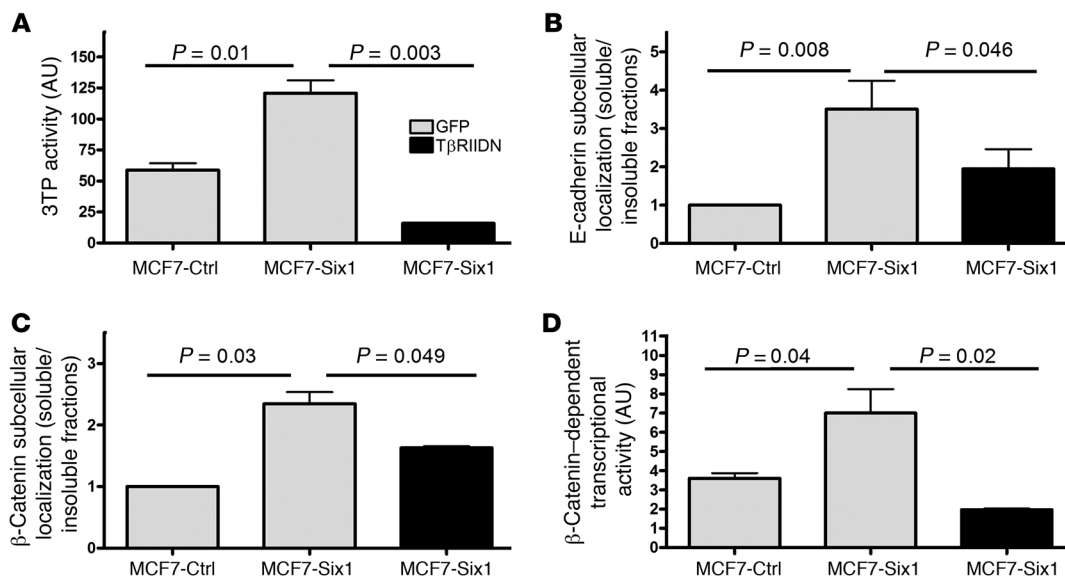 A
3TP activity (AU)
150
125
100
75
50
25
0
P = 0.01
P = 0.003
GFP
TβRIIDN
MCF7-Ctrl
MCF7-Six1
MCF7-Six1
B
E-cadherin subcellular
localization (soluble/
insoluble fractions)
5
4
3
2
1
0
P = 0.008
P = 0.046
MCF7-Ctrl
MCF7-Six1
MCF7-Six1
C
β-Catenin subcellular
localization (soluble/
insoluble fractions)
3
2
1
0
P = 0.03
P = 0.049
MCF7-Ctrl
MCF7-Six1
MCF7-Six1
D
β-Catenin–dependent
transcriptional
activity (AU)
11
10
9
8
7
6
5
4
3
2
1
0
P = 0.04
P = 0.02
MCF7-Ctrl
MCF7-Six1
MCF7-Six1